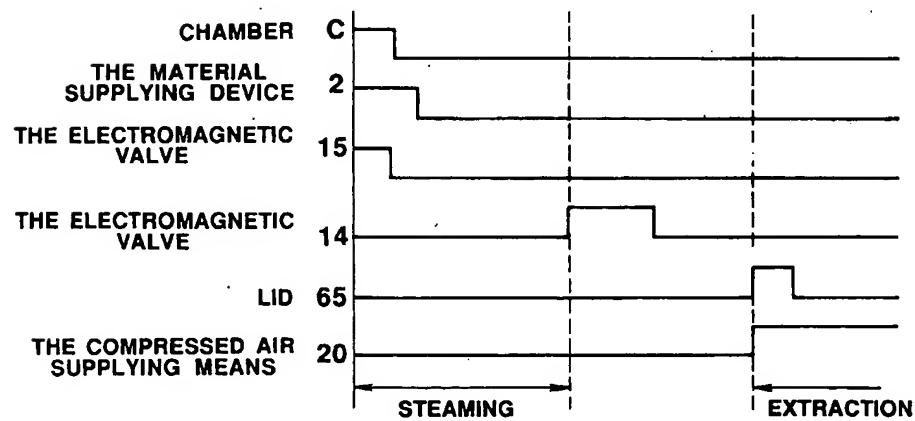 CHAMBER C
THE MATERIAL
SUPPLYING DEVICE 2
THE ELECTROMAGNETIC
VALVE 15
THE ELECTROMAGNETIC
VALVE 14
LID 65
THE COMPRESSED AIR
SUPPLYING MEANS 20
STEAMING EXTRACTION